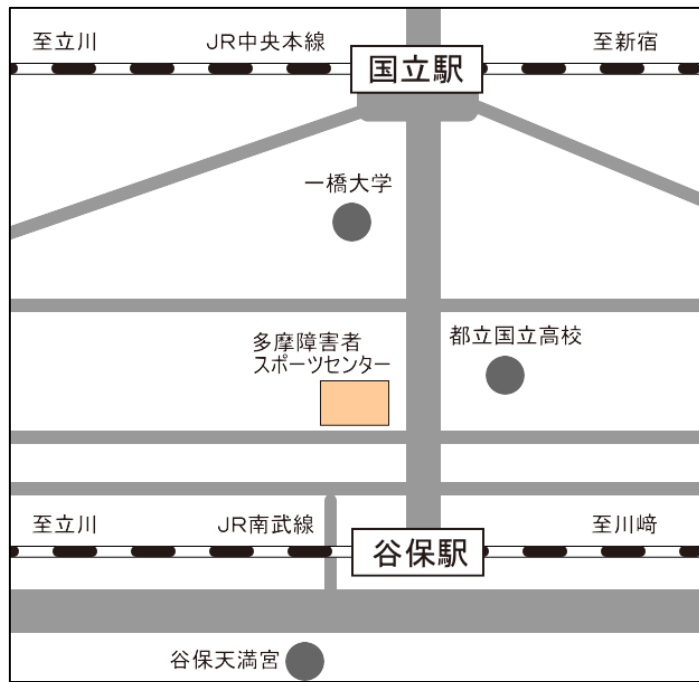 至立川
JR中央本線
国立駅
至新宿
一橋大学
多摩障害者
スポーツセンター
都立国立高校
至立川
JR南武線
谷保駅
至川﨑
谷保天満宮